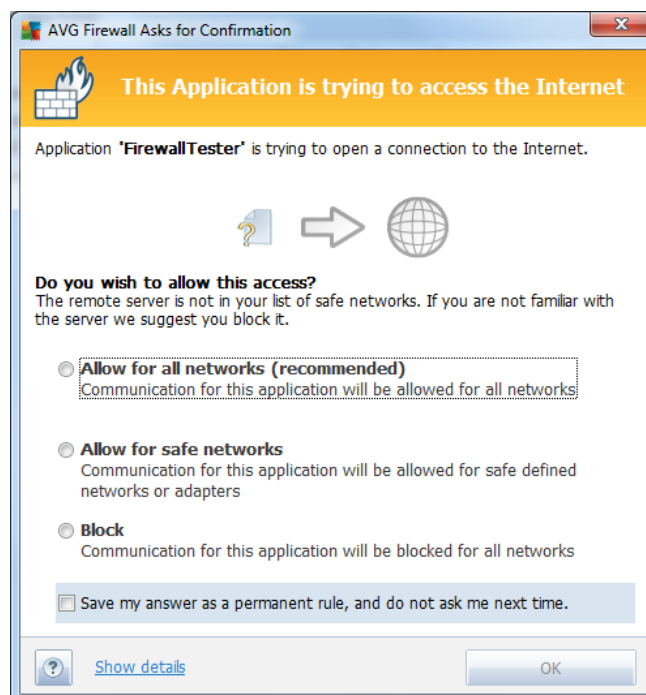 AVG Firewall Asks for Confirmation
This Application is trying to access the Internet
Application 'FirewallTester' is trying to open a connection to the Internet.
Do you wish to allow this access?
The remote server is not in your list of safe networks. If you are not familiar with
the server we suggest you block it.
Allow for all networks (recommended)
Communication for this application will be allowed for all networks
Allow for safe networks
Communication for this application will be allowed for safe defined
networks or adapters
Block
Communication for this application will be blocked for all networks
Save my answer as a permanent rule, and do not ask me next time.
Show details
OK